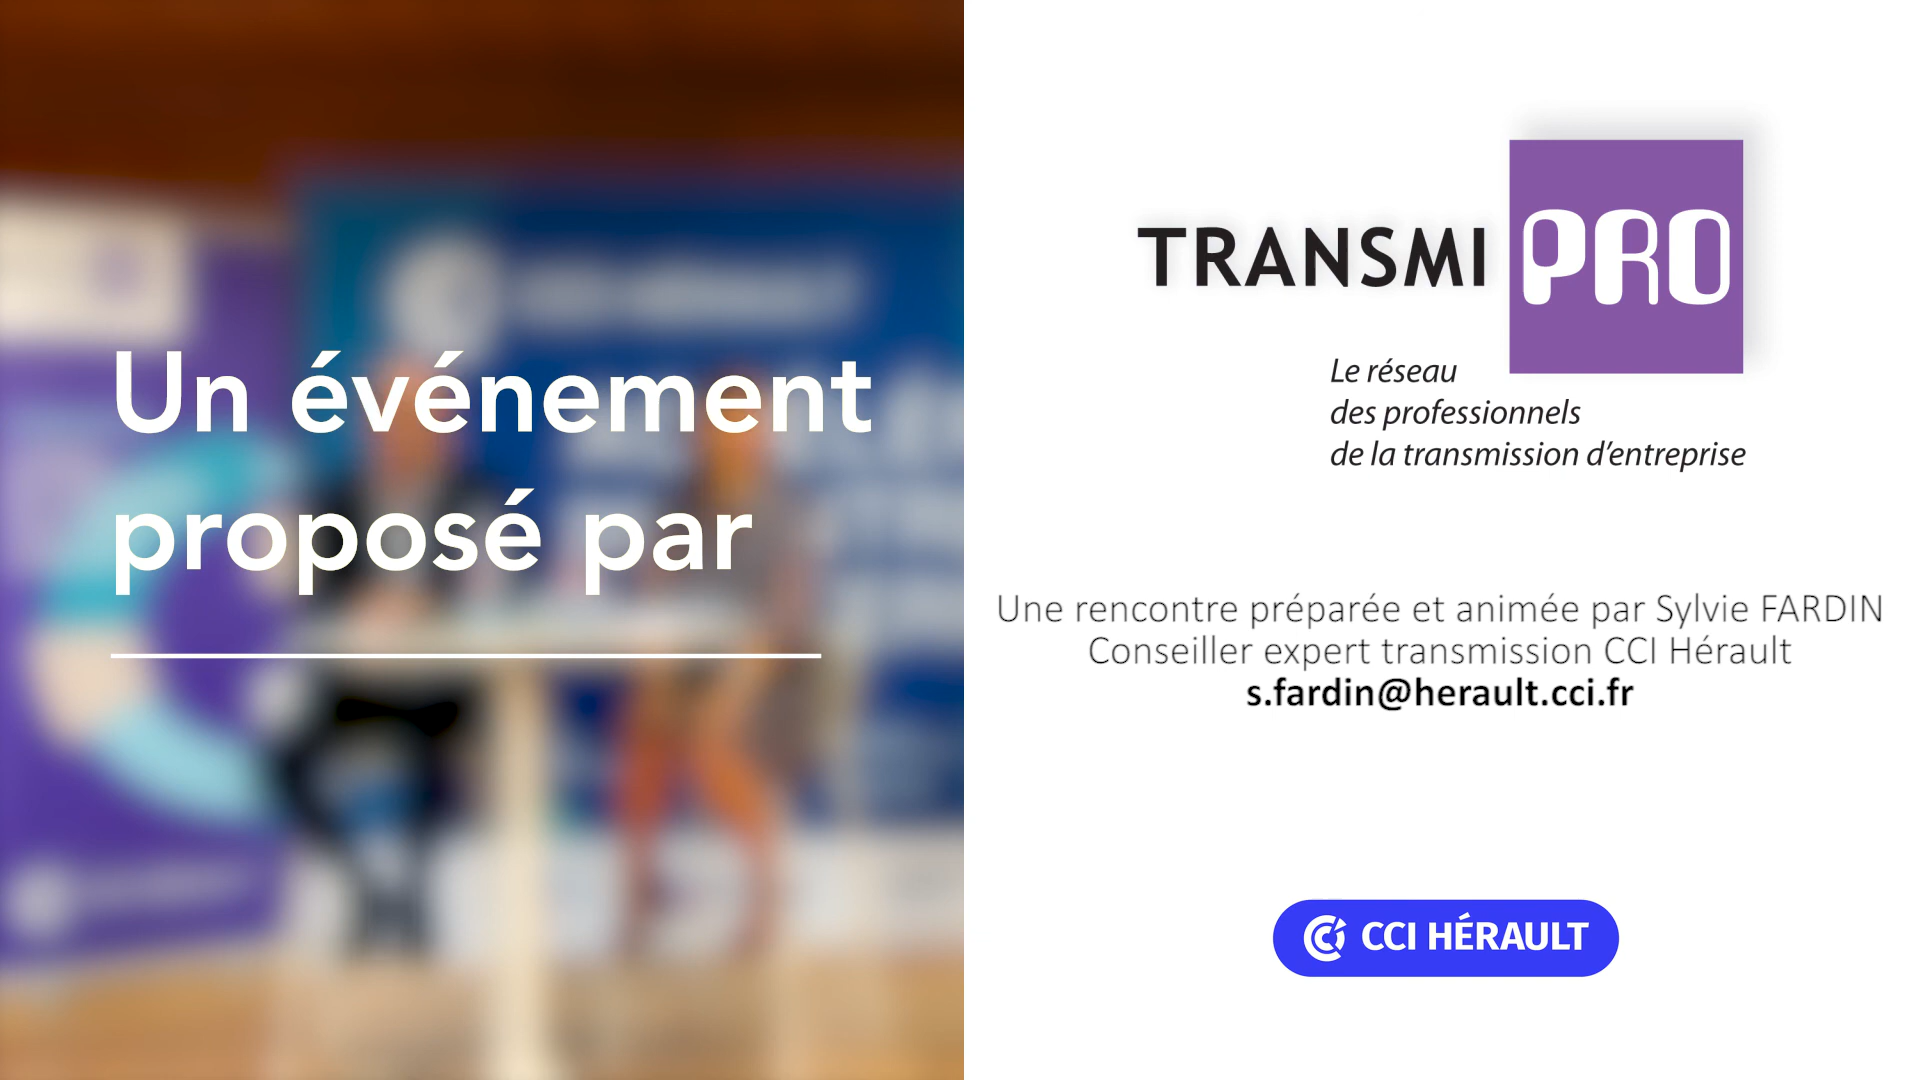 Un événement
proposé par
TRANSMI PRO
Le réseau
des professionnels
de la transmission d'entreprise
Une rencontre préparée et animée par Sylvie FARDIN
Conseiller expert transmission CCI Hérault
s.fardin@herault.cci.fr
CCI HÉRAULT